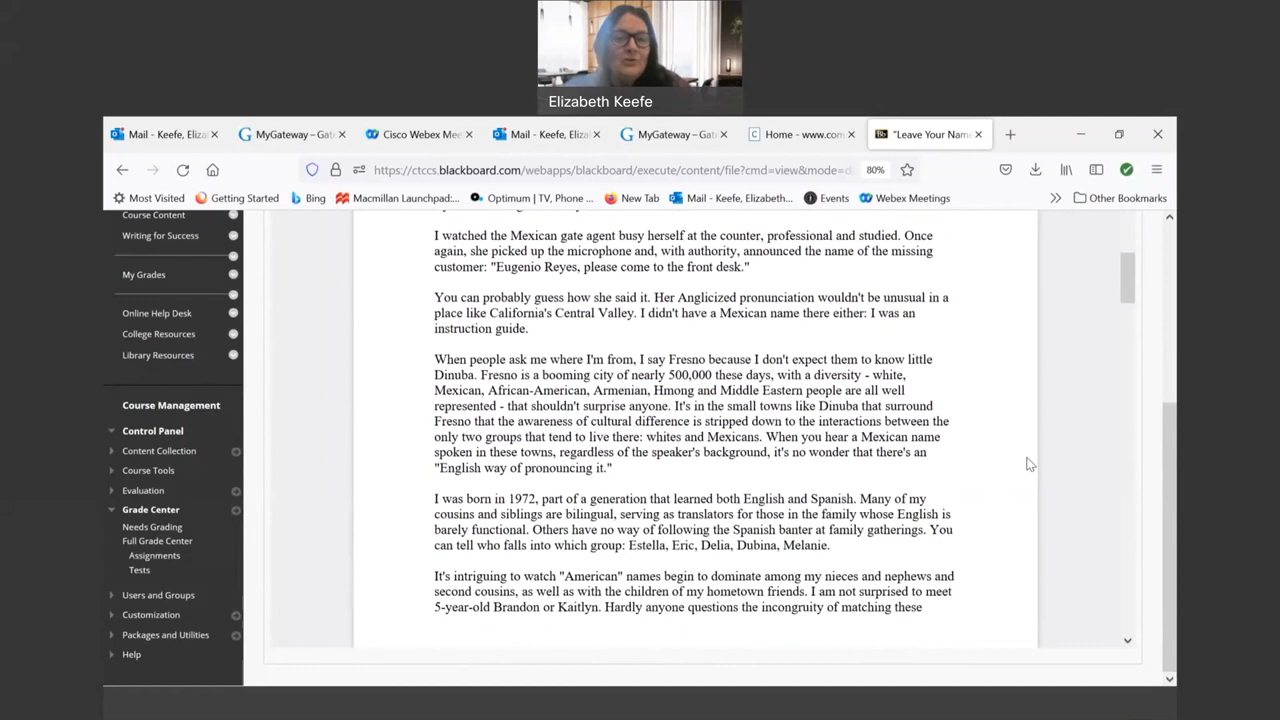 Elizabeth Keefe
Mail - Keefe, Eliza
MyGateway – Gate
Cisco Webex Mee
Mail - Keefe, Eliza
MyGateway – Gat
Home - www.com
"Leave Your Nam
https://ctccs.blackboard.com/webapps/blackboard/execute/content/file?cmd=view&mode=d
80%
Most Visited
Getting Started
Bing
Macmillan Launchpad:...
Optimum | TV, Phone ...
New Tab
Mail - Keefe, Elizabeth...
Events
Webex Meetings
Other Bookmarks
Course Content
Writing for Success
My Grades
Online Help Desk
College Resources
Library Resources
Course Management
Control Panel
Content Collection
Course Tools
Evaluation
Grade Center
Needs Grading
Full Grade Center
Assignments
Tests
Users and Groups
Customization
Packages and Utilities
Help
I watched the Mexican gate agent busy herself at the counter, professional and studied. Once
again, she picked up the microphone and, with authority, announced the name of the missing
customer: "Eugenio Reyes, please come to the front desk."
You can probably guess how she said it. Her Anglicized pronunciation wouldn't be unusual in a
place like California's Central Valley. I didn't have a Mexican name there either: I was an
instruction guide.
When people ask me where I'm from, I say Fresno because I don't expect them to know little
Dinuba. Fresno is a booming city of nearly 500,000 these days, with a diversity - white,
Mexican, African-American, Armenian, Hmong and Middle Eastern people are all well
represented - that shouldn't surprise anyone. It's in the small towns like Dinuba that surround
Fresno that the awareness of cultural difference is stripped down to the interactions between the
only two groups that tend to live there: whites and Mexicans. When you hear a Mexican name
spoken in these towns, regardless of the speaker's background, it's no wonder that there's an
"English way of pronouncing it."
I was born in 1972, part of a generation that learned both English and Spanish. Many of my
cousins and siblings are bilingual, serving as translators for those in the family whose English is
barely functional. Others have no way of following the Spanish banter at family gatherings. You
can tell who falls into which group: Estella, Eric, Delia, Dubina, Melanie.
It's intriguing to watch "American" names begin to dominate among my nieces and nephews and
second cousins, as well as with the children of my hometown friends. I am not surprised to meet
5-year-old Brandon or Kaitlyn. Hardly anyone questions the incongruity of matching these